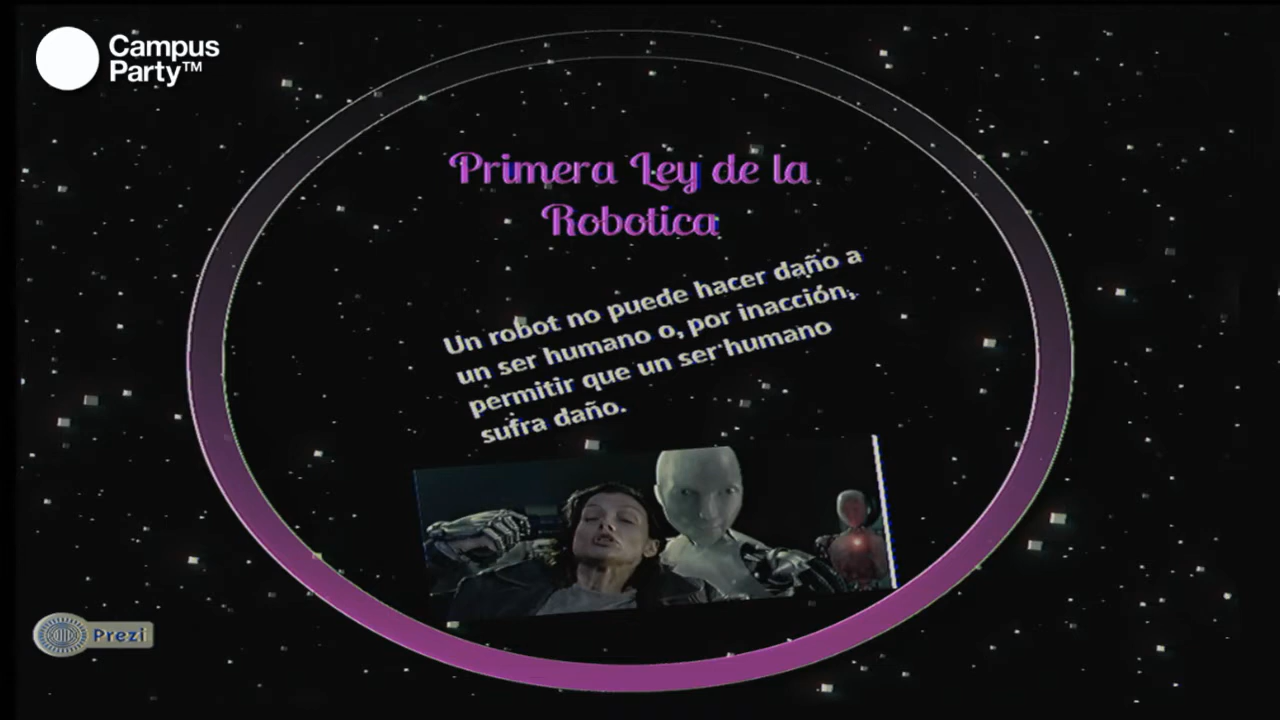 Campus
Party™
Primera Ley de la
Robotica
Un robot no puede hacer daño a
un ser humano o, por inacción,
permitir que un ser humano
sufra daño.
Prezi